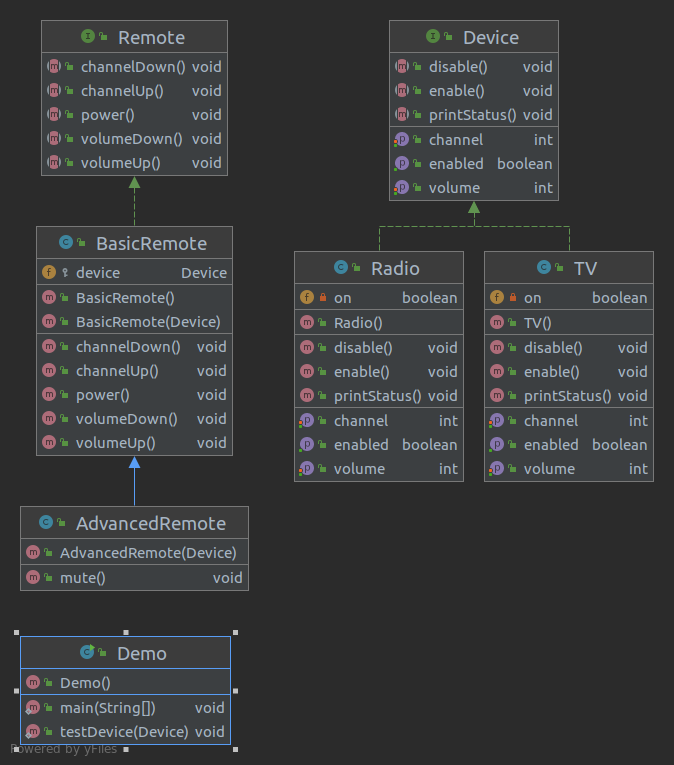 Remote
channelDown() void
channelUp() void
power() void
volumeDown() void
volumeUp() void
Device
disable() void
enable() void
printStatus() void
channel int
enabled boolean
volume int
BasicRemote
device Device
BasicRemote()
BasicRemote(Device)
channelDown() void
channelUp() void
power() void
volumeDown() void
volumeUp() void
Radio
on boolean
Radio()
disable() void
enable() void
printStatus() void
channel int
enabled boolean
volume int
TV
on boolean
TV()
disable() void
enable() void
printStatus() void
channel int
enabled boolean
volume int
AdvancedRemote
AdvancedRemote(Device)
mute() void
Demo
Demo()
main(String[]) void
testDevice(Device) void
Powered by yFiles